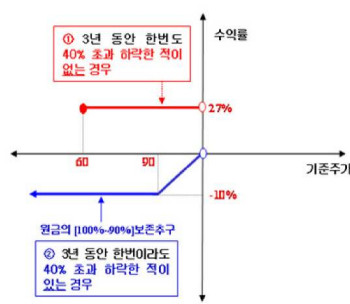 ① 3년 동안 한번도
40% 초과 하락한 적이
없는 경우
수익률
27%
60
90
기준주가
-10%
원금의 [100%~90%]보존추구
② 3년 동안 한번이라도
40% 초과 하락한 적이
있는 경우